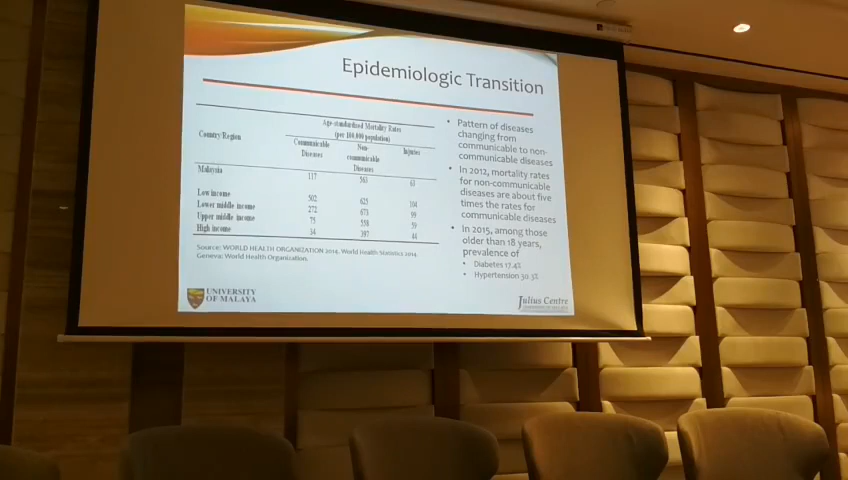 Epidemiologic Transition
Age-standardized Mortality Rates
(per 100,000 population)
Country/Region
Communicable Diseases
Non-communicable Diseases
Injuries
Malaysia 117 563 63
Low income 502 625 104
Lower middle income 272 673 99
Upper middle income 75 558 59
High income 34 397 44
Source: WORLD HEALTH ORGANIZATION 2014. World Health Statistics 2014.
Geneva: World Health Organization.
• Pattern of diseases
changing from
communicable to non-
communicable diseases
• In 2012, mortality rates
for non-communicable
diseases are about five
times the rates for
communicable diseases
• In 2015, among those
older than 18 years,
prevalence of
• Diabetes 17.4%
• Hypertension 30.3%
UNIVERSITY
OF MALAYA
Julius Centre